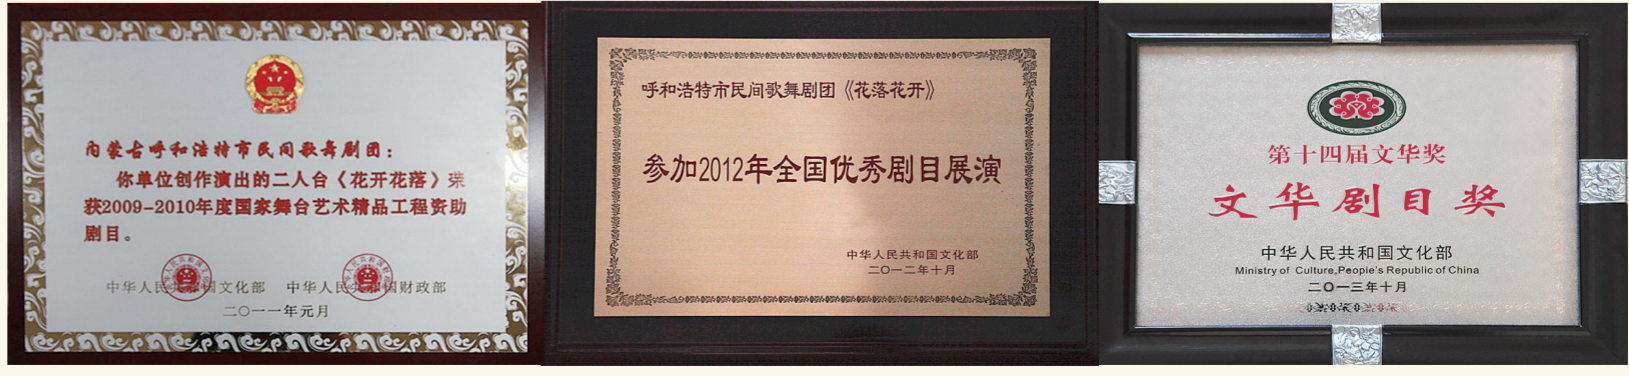 内蒙古呼和浩特市民间歌舞剧团：
你单位创作演出的二人台《花开花落》荣
获2009-2010年度国家舞台艺术精品工程资助
剧目。
中华人民共和国文化部 中华人民共和国财政部
二〇一一年元月
呼和浩特市民间歌舞剧团《花落花开》
参加2012年全国优秀剧目展演
中华人民共和国文化部
二〇一二年十月
第十四届文华奖
文华剧目奖
中华人民共和国文化部
Ministry of Culture,People's Republic of China
二〇一三年十月